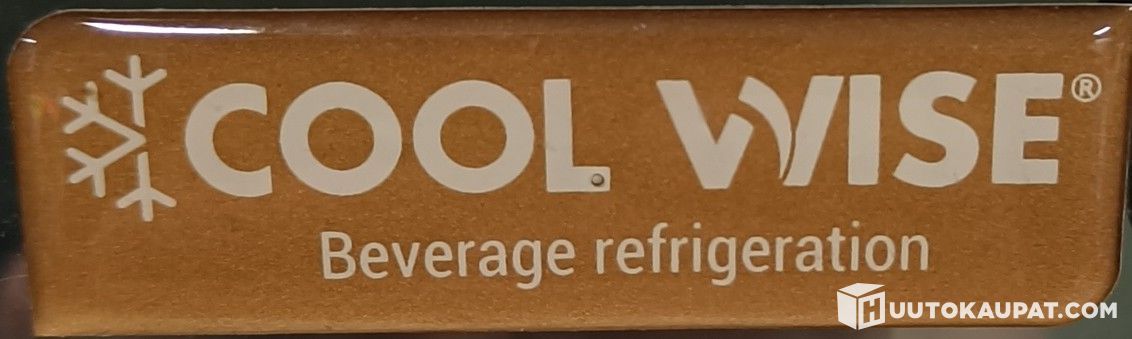 COOL WISE®
Beverage refrigeration
HUUTOKAUPAT.COM